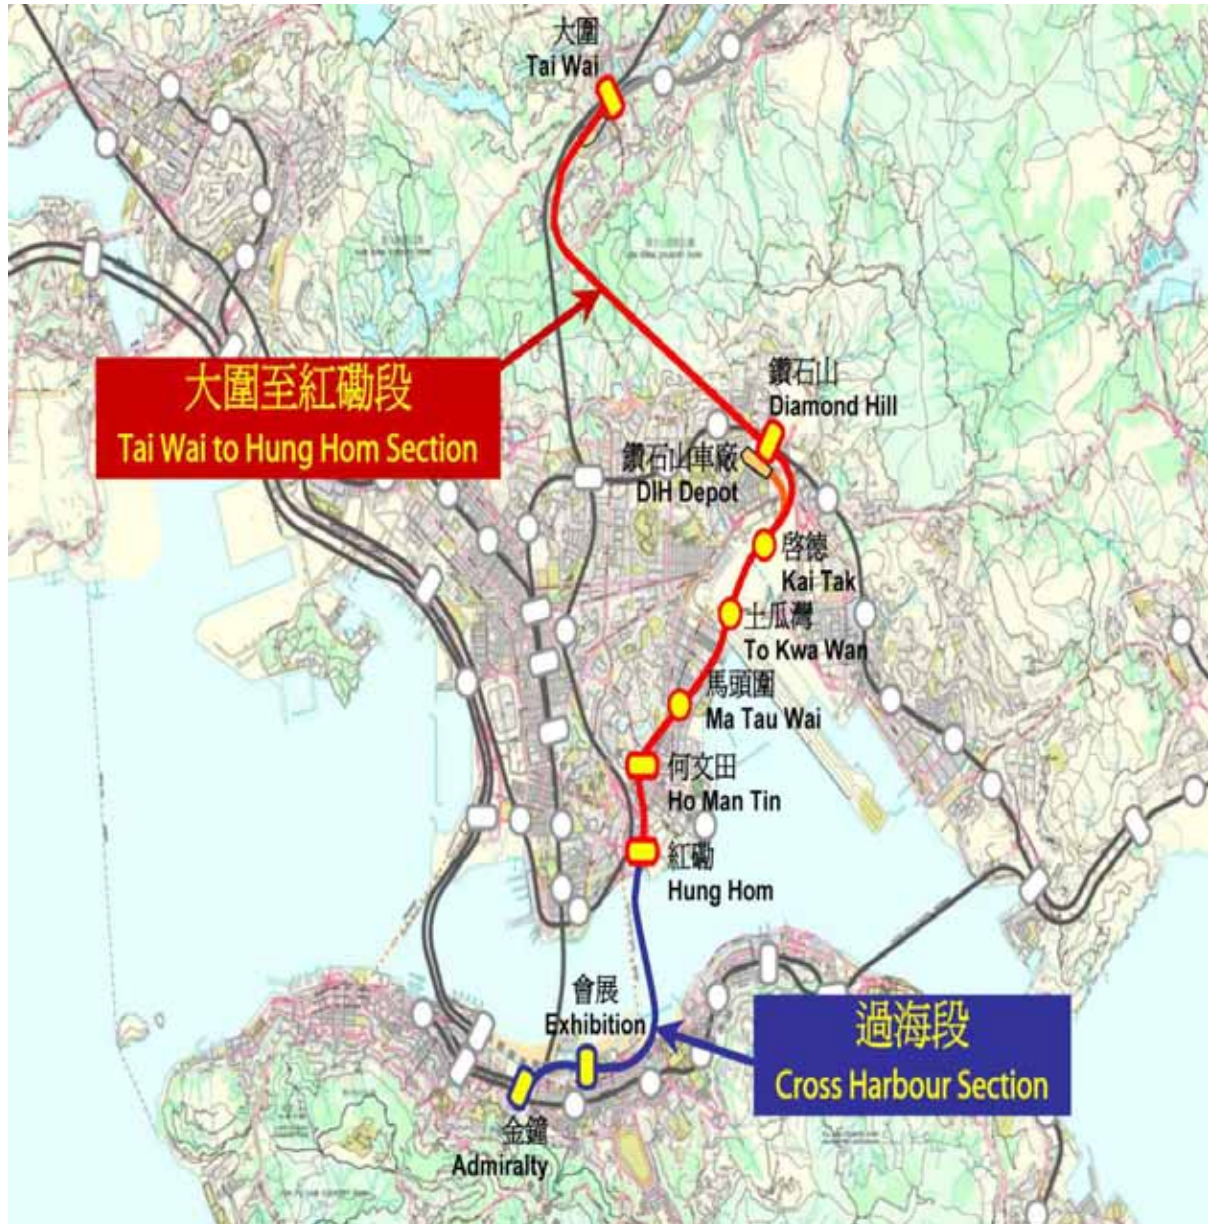 大圍
Tai Wai
大圍至紅磡段
Tai Wai to Hung Hom Section
鑽石山
Diamond Hill
鑽石山車廠
DIH Depot
啓德
Kai Tak
土瓜灣
To Kwa Wan
馬頭圍
Ma Tau Wai
何文田
Ho Man Tin
紅磡
Hung Hom
會展
Exhibition
過海段
Cross Harbour Section
金鐘
Admiralty